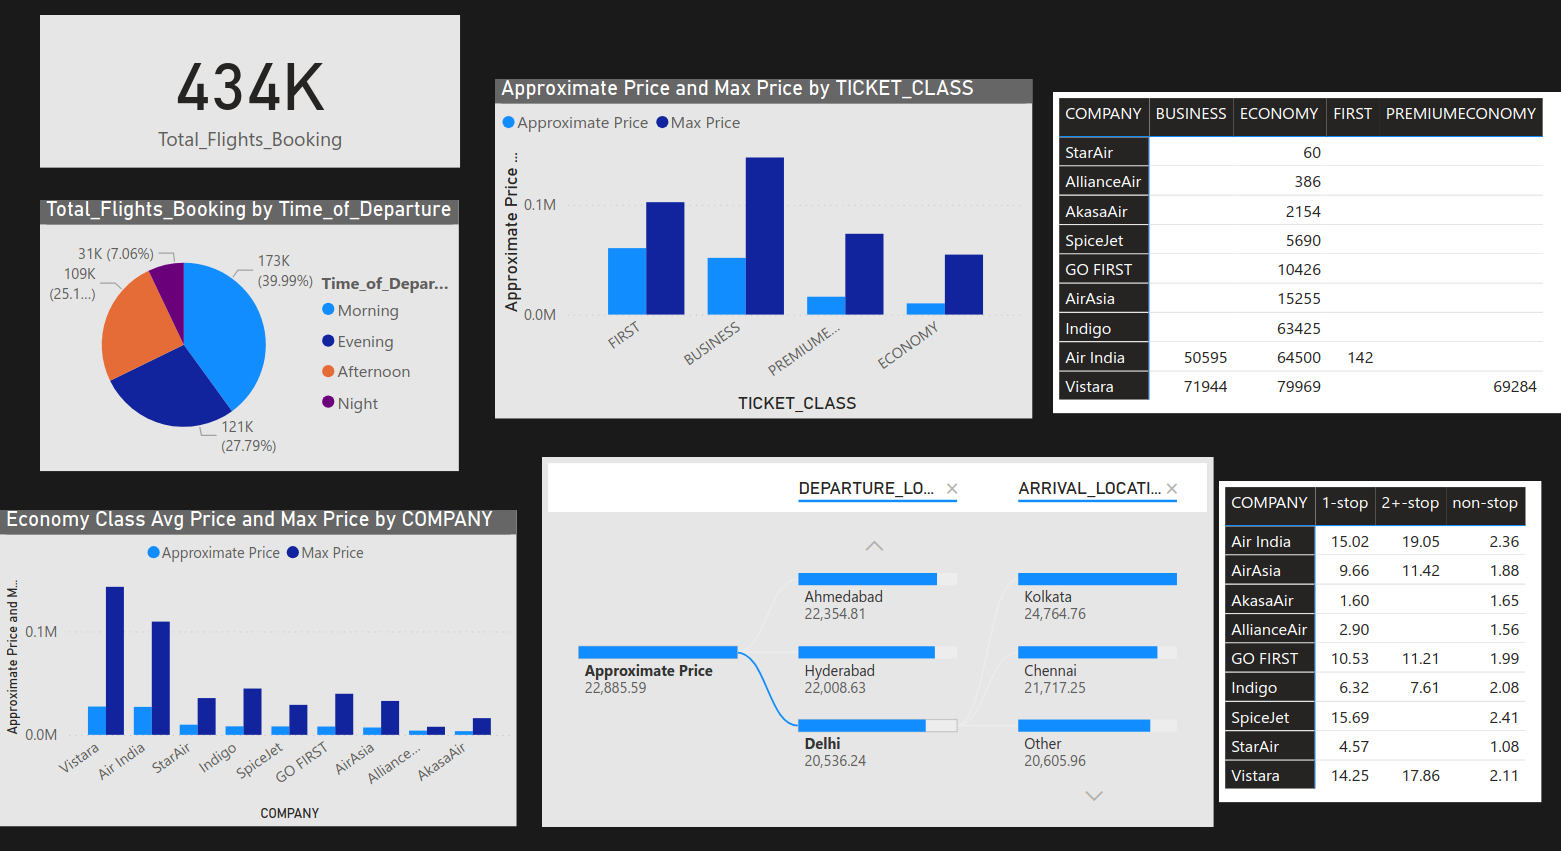 434K
Total_Flights_Booking
Total_Flights_Booking by Time_of_Departure
31K (7.06%)
109K
(25.1...)
173K
(39.99%)
121K
(27.79%)
Time_of_Depar...
Morning
Evening
Afternoon
Night
Approximate Price and Max Price by TICKET_CLASS
Approximate Price Max Price
Approximate Price ...
0.1M
0.0M
FIRST
BUSINESS
PREMIUME...
ECONOMY
TICKET_CLASS
COMPANY BUSINESS ECONOMY FIRST PREMIUMECONOMY
StarAir 60
AllianceAir 386
AkasaAir 2154
SpiceJet 5690
GO FIRST 10426
AirAsia 15255
Indigo 63425
Air India 50595 64500 142
Vistara 71944 79969 69284
Economy Class Avg Price and Max Price by COMPANY
Approximate Price Max Price
Approximate Price and M...
0.1M
0.0M
Vistara
Air India
StarAir
Indigo
SpiceJet
GO FIRST
AirAsia
Alliance...
AkasaAir
COMPANY
DEPARTURE_LO... ×
ARRIVAL_LOCATI... ×
Approximate Price
22,885.59
Ahmedabad
22,354.81
Hyderabad
22,008.63
Delhi
20,536.24
Kolkata
24,764.76
Chennai
21,717.25
Other
20,605.96
COMPANY 1-stop 2+-stop non-stop
Air India 15.02 19.05 2.36
AirAsia 9.66 11.42 1.88
AkasaAir 1.60 1.65
AllianceAir 2.90 1.56
GO FIRST 10.53 11.21 1.99
Indigo 6.32 7.61 2.08
SpiceJet 15.69 2.41
StarAir 4.57 1.08
Vistara 14.25 17.86 2.11